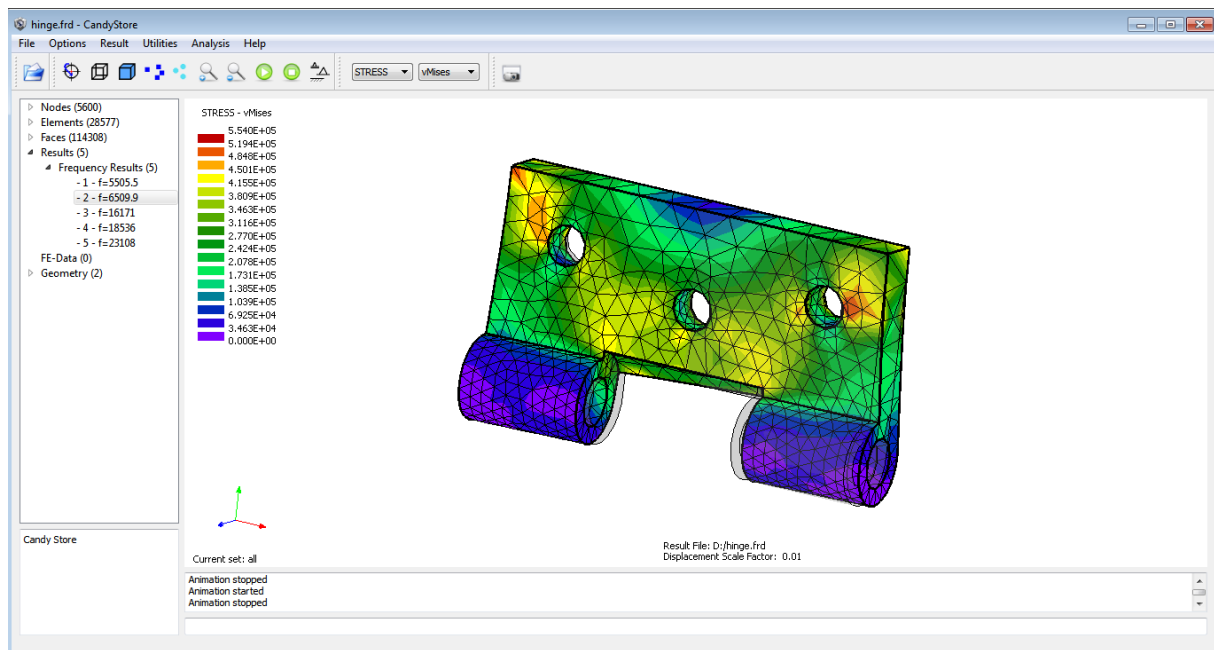 hinge.frd - CandyStore
File Options Result Utilities Analysis Help
STRESS vMises
Nodes (5600)
Elements (28577)
Faces (114308)
Results (5)
Frequency Results (5)
- 1 - f=5505.5
- 2 - f=6509.9
- 3 - f=16171
- 4 - f=18536
- 5 - f=23108
FE-Data (0)
Geometry (2)
STRESS - vMises
5.540E+05
5.194E+05
4.848E+05
4.501E+05
4.155E+05
3.809E+05
3.463E+05
3.116E+05
2.770E+05
2.424E+05
2.078E+05
1.731E+05
1.385E+05
1.039E+05
6.925E+04
3.463E+04
0.000E+00
Result File: D:/hinge.frd
Displacement Scale Factor: 0.01
Current set: all
Candy Store
Animation stopped
Animation started
Animation stopped